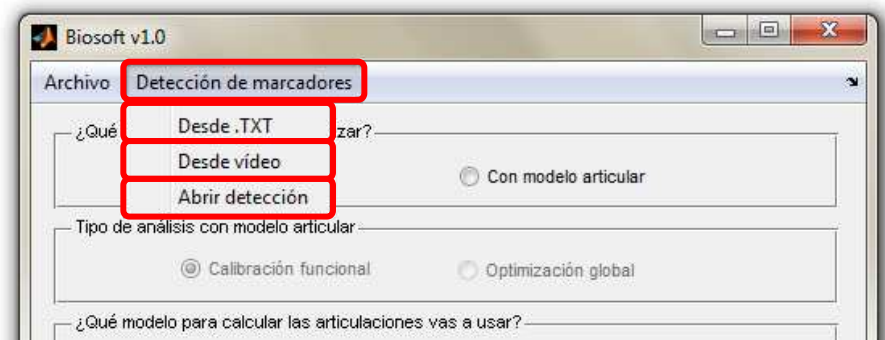 Biosoft v1.0
Archivo Detección de marcadores
¿Qué zar?
Desde .TXT
Desde vídeo
Con modelo articular
Abrir detección
Tipo de análisis con modelo articular
Calibración funcional Optimización global
¿Qué modelo para calcular las articulaciones vas a usar?